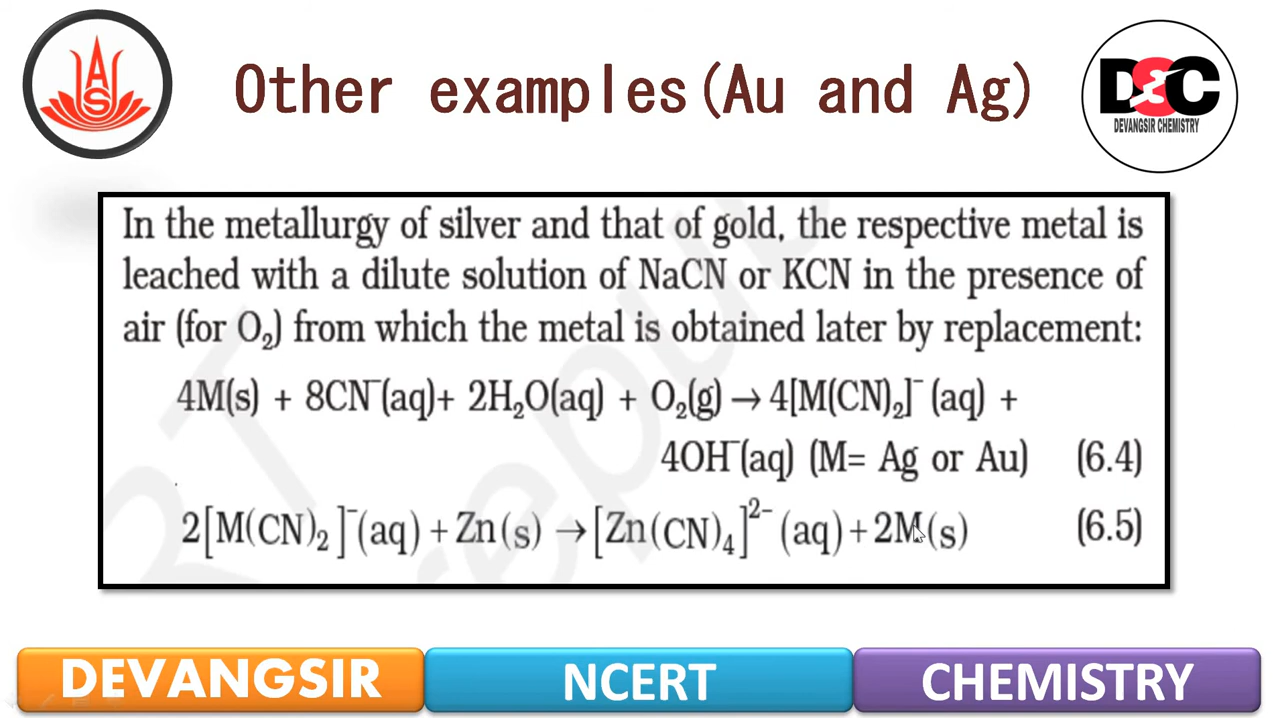 Other examples(Au and Ag)
AS
DEC
DEVANGSIR CHEMISTRY
In the metallurgy of silver and that of gold, the respective metal is
leached with a dilute solution of NaCN or KCN in the presence of
air (for O₂) from which the metal is obtained later by replacement:
4M(s) + 8CN⁻(aq)+ 2H₂O(aq) + O₂(g) → 4[M(CN)₂]⁻ (aq) +
4OH⁻(aq) (M= Ag or Au) (6.4)
2[M(CN)₂]⁻(aq) + Zn(s) → [Zn(CN)₄]²⁻ (aq) + 2M(s) (6.5)
DEVANGSIR
NCERT
CHEMISTRY